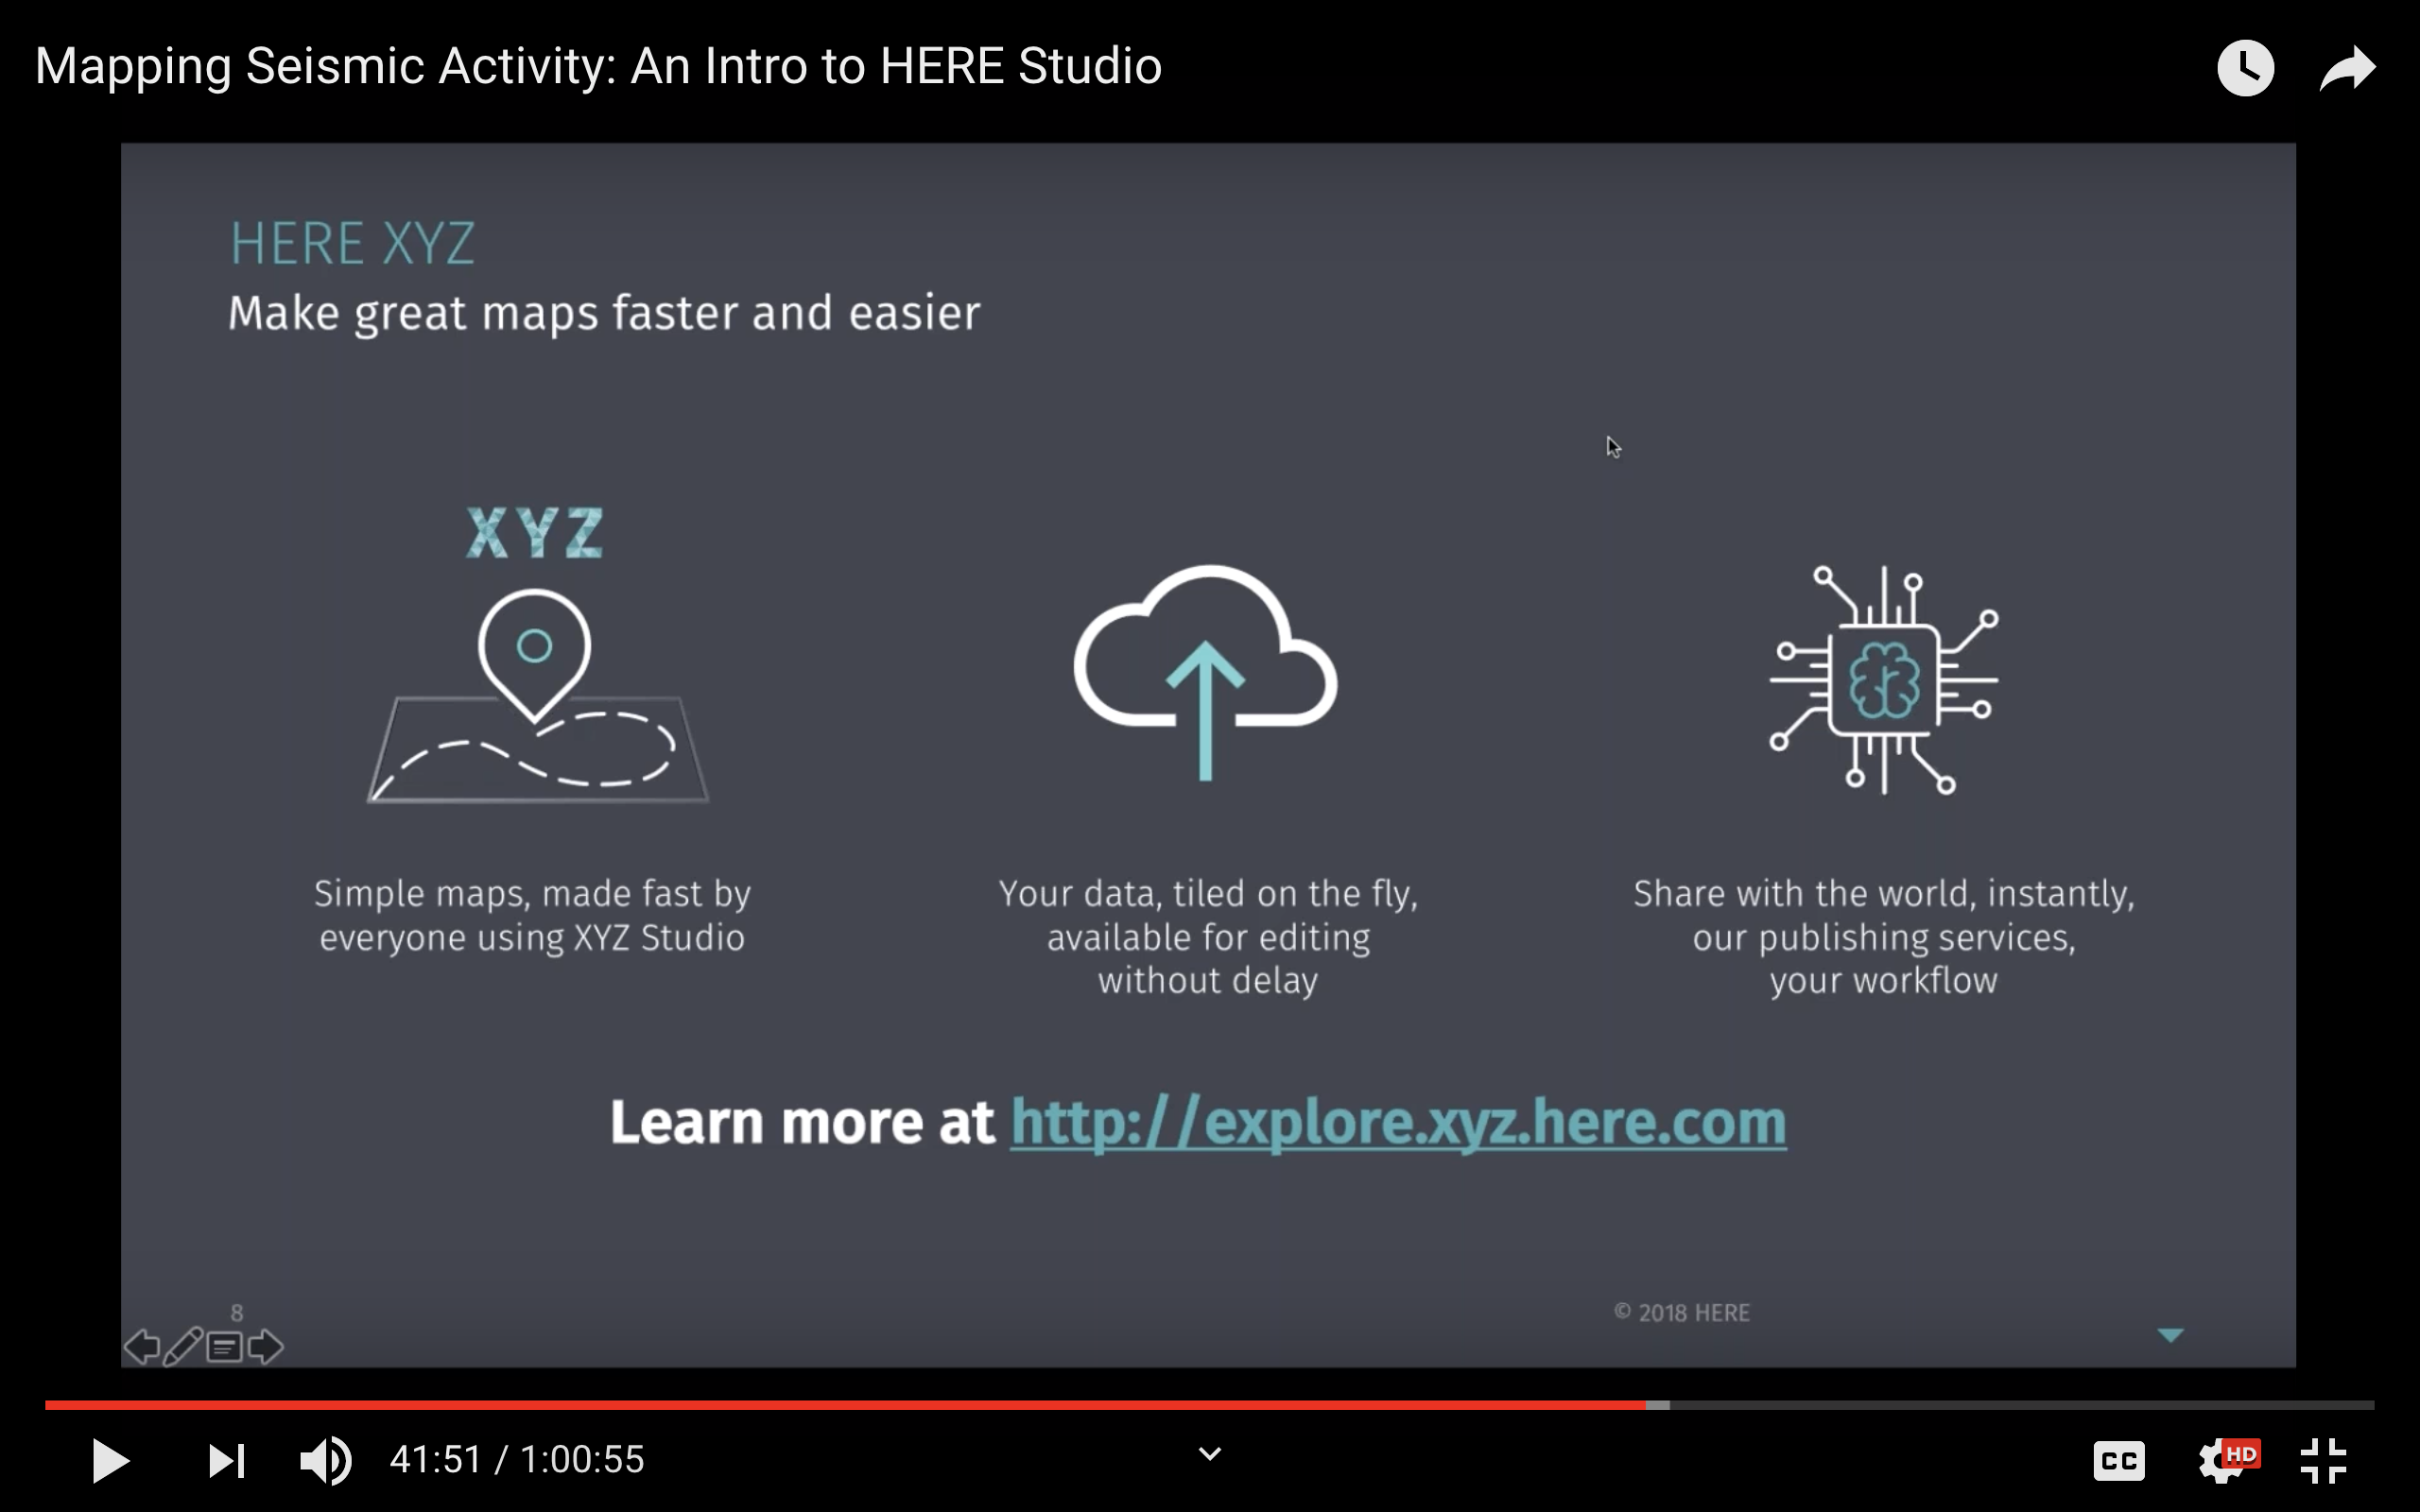 Mapping Seismic Activity: An Intro to HERE Studio
HERE XYZ
Make great maps faster and easier
XYZ
Simple maps, made fast by
everyone using XYZ Studio
Your data, tiled on the fly,
available for editing
without delay
Share with the world, instantly,
our publishing services,
your workflow
Learn more at http://explore.xyz.here.com
8
© 2018 HERE
41:51 / 1:00:55
CC
HD